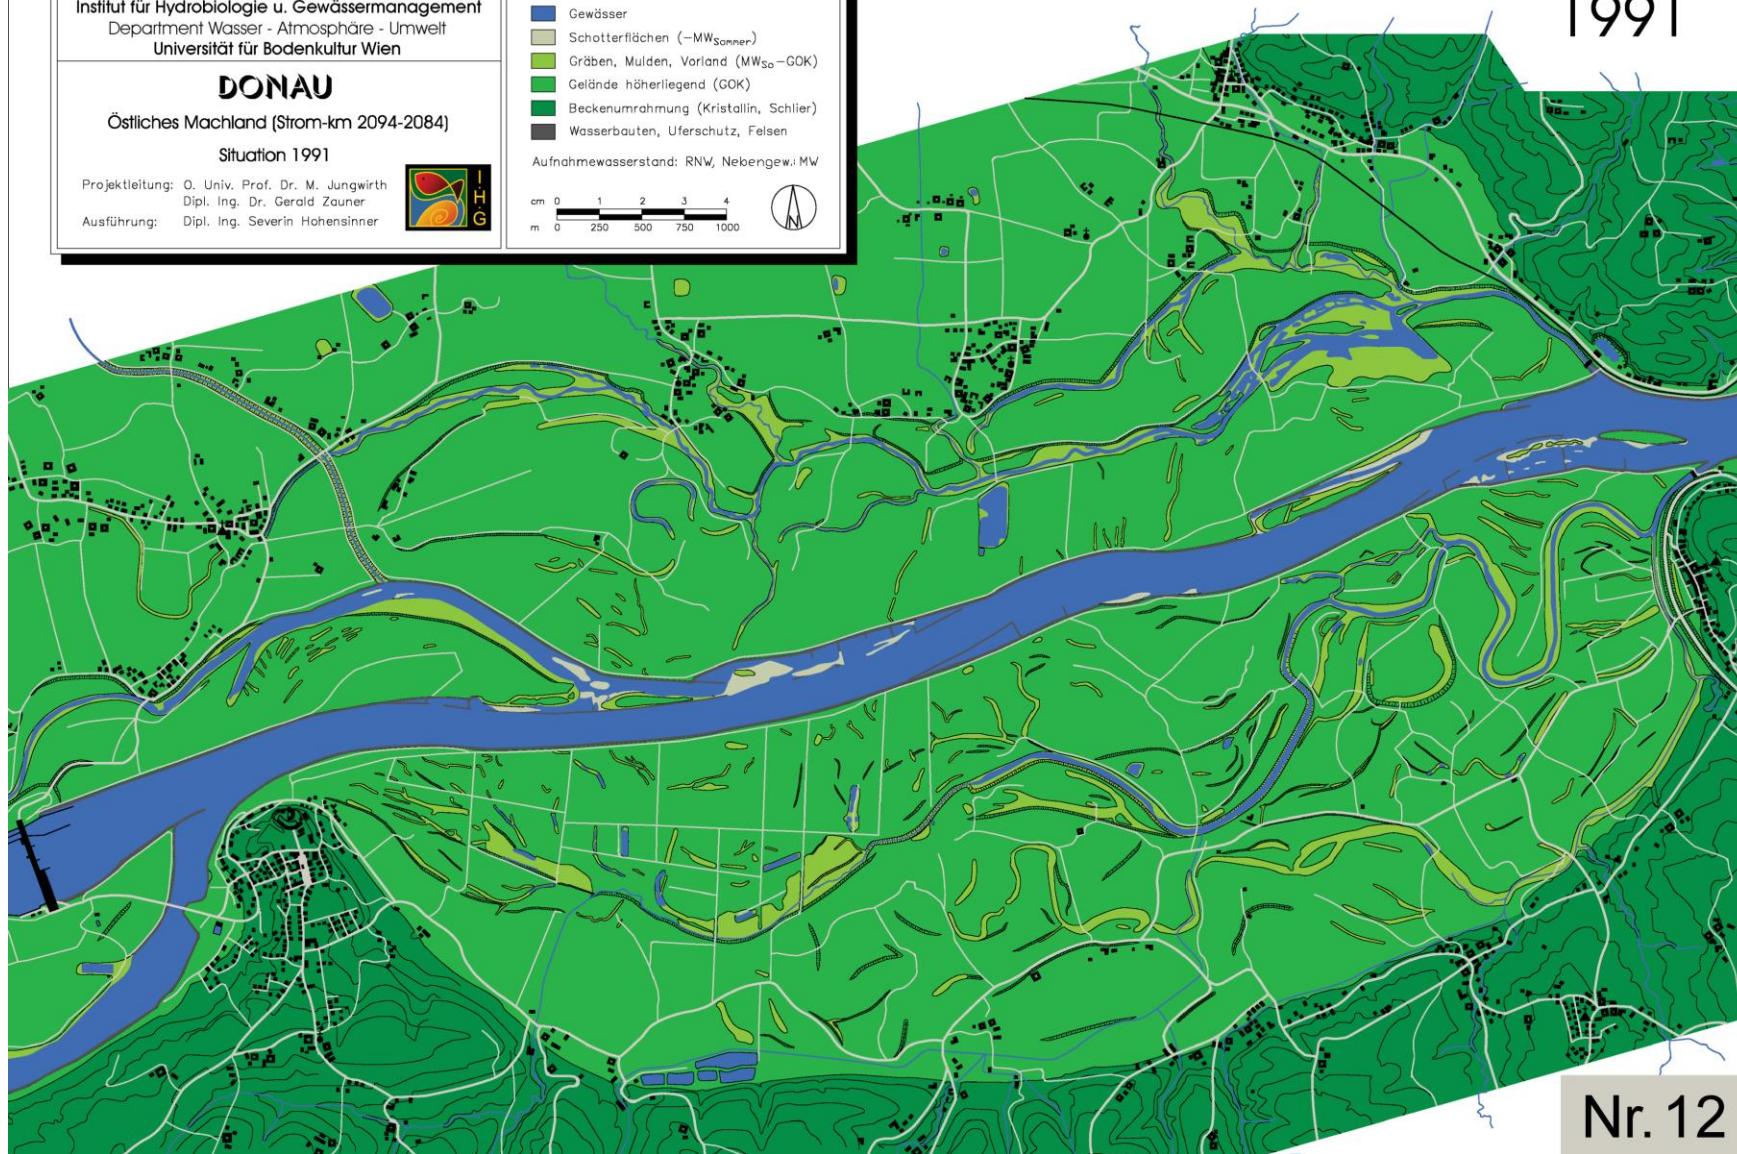 Institut für Hydrobiologie u. Gewässermanagement
Department Wasser - Atmosphäre - Umwelt
Universität für Bodenkultur Wien
DONAU
Östliches Machland (Strom-km 2094-2084)
Situation 1991
Projektleitung: O. Univ. Prof. Dr. M. Jungwirth
Dipl. Ing. Dr. Gerald Zauner
Ausführung: Dipl. Ing. Severin Hohensinner
I.H.G
Gewässer
Schotterflächen (-MWSommer)
Gräben, Mulden, Vorland (MWSo-GOK)
Gelände höherliegend (GOK)
Beckenumrahmung (Kristallin, Schlier)
Wasserbauten, Uferschutz, Felsen
Aufnahmewasserstand: RNW, Nebengew.: MW
cm 0 1 2 3 4
m 0 250 500 750 1000
N
1991
Nr. 12